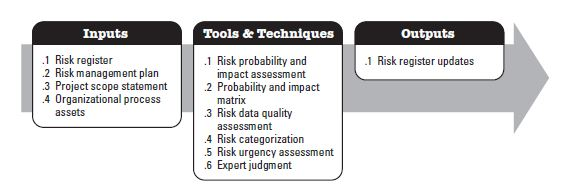 Inputs
.1 Risk register
.2 Risk management plan
.3 Project scope statement
.4 Organizational process
assets
Tools & Techniques
.1 Risk probability and
impact assessment
.2 Probability and impact
matrix
.3 Risk data quality
assessment
.4 Risk categorization
.5 Risk urgency assessment
.6 Expert judgment
Outputs
.1 Risk register updates